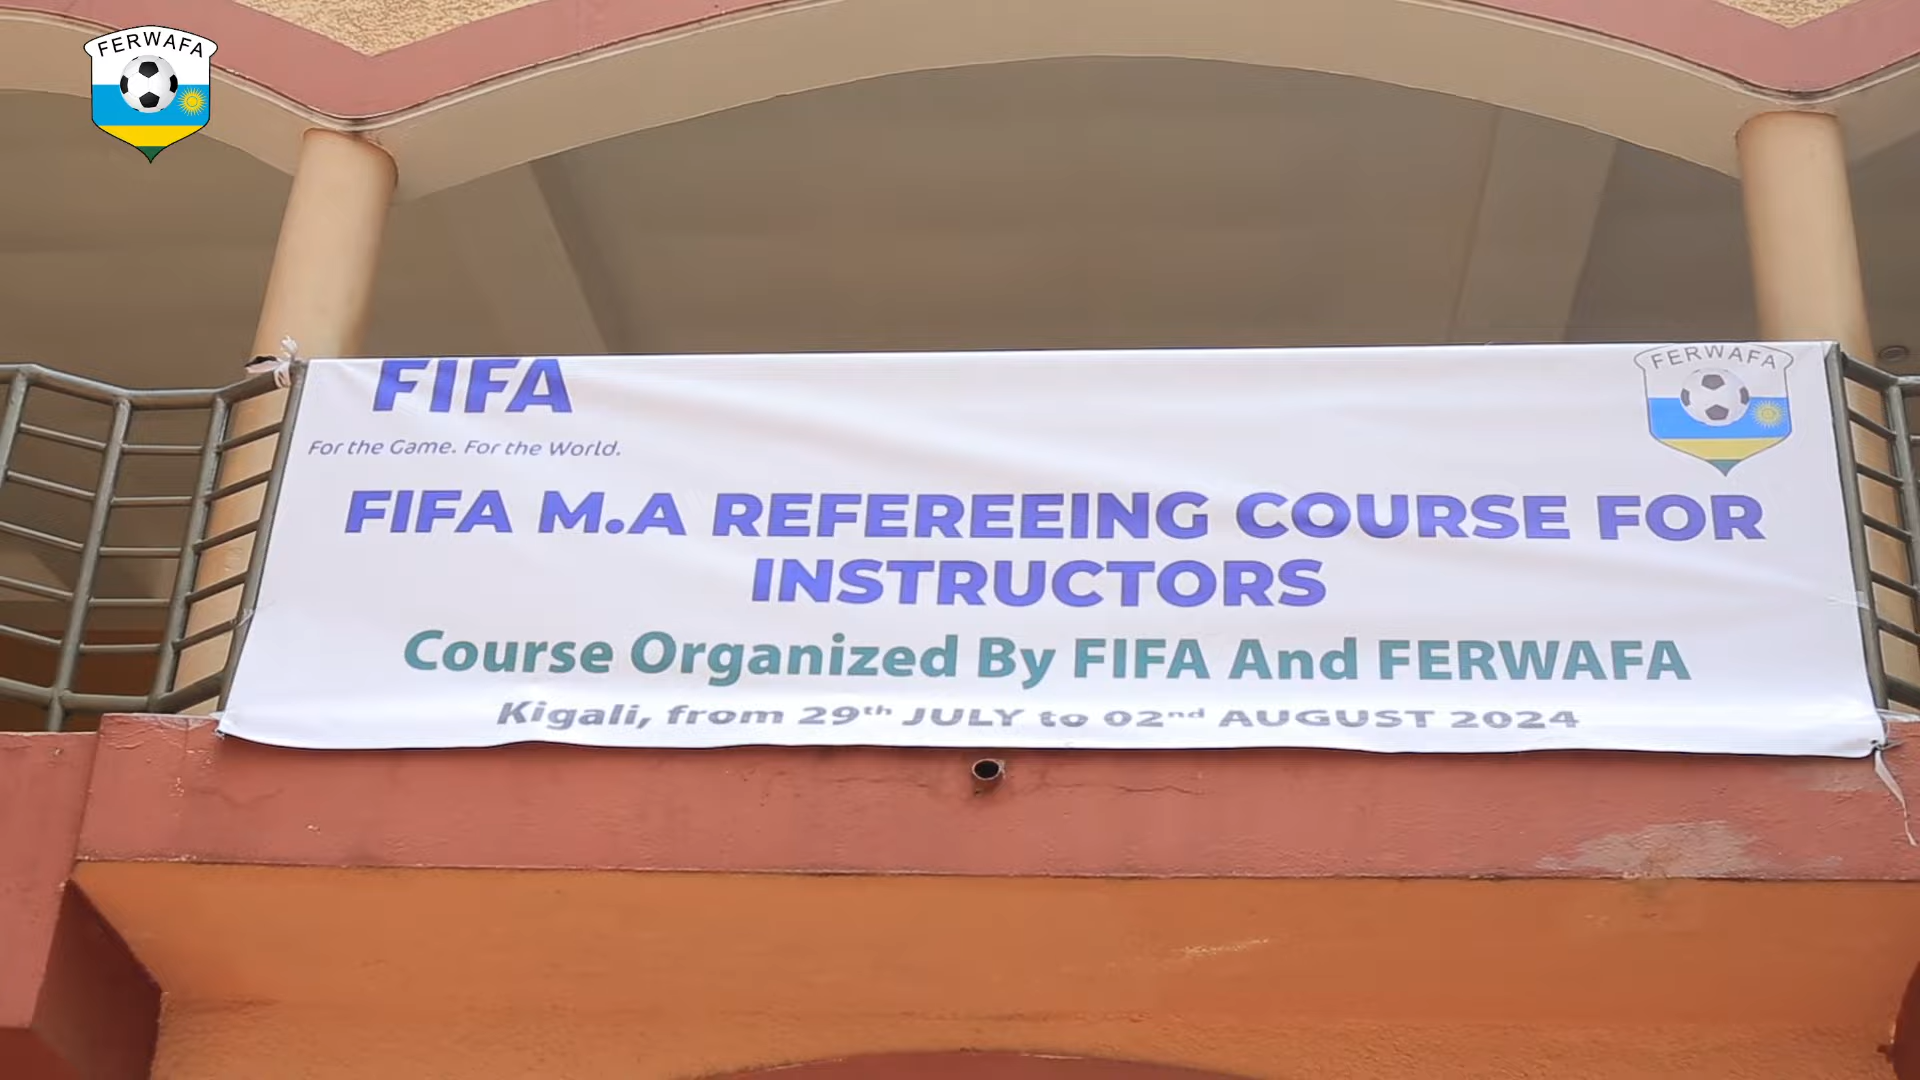 FERWAFA
FIFA
For the Game. For the World.
FERWAFA
FIFA M.A REFEREEING COURSE FOR
INSTRUCTORS
Course Organized By FIFA And FERWAFA
Kigali, from 29th JULY to 02nd AUGUST 2024